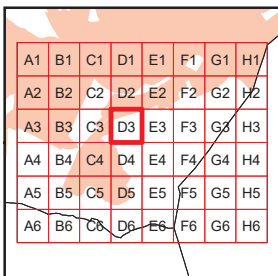 A1 B1 C1 D1 E1 F1 G1 H1
A2 B2 C2 D2 E2 F2 G2 H2
A3 B3 C3 D3 E3 F3 G3 H3
A4 B4 C4 D4 E4 F4 G4 H4
A5 B5 C5 D5 E5 F5 G5 H5
A6 B6 C6 D6 E6 F6 G6 H6